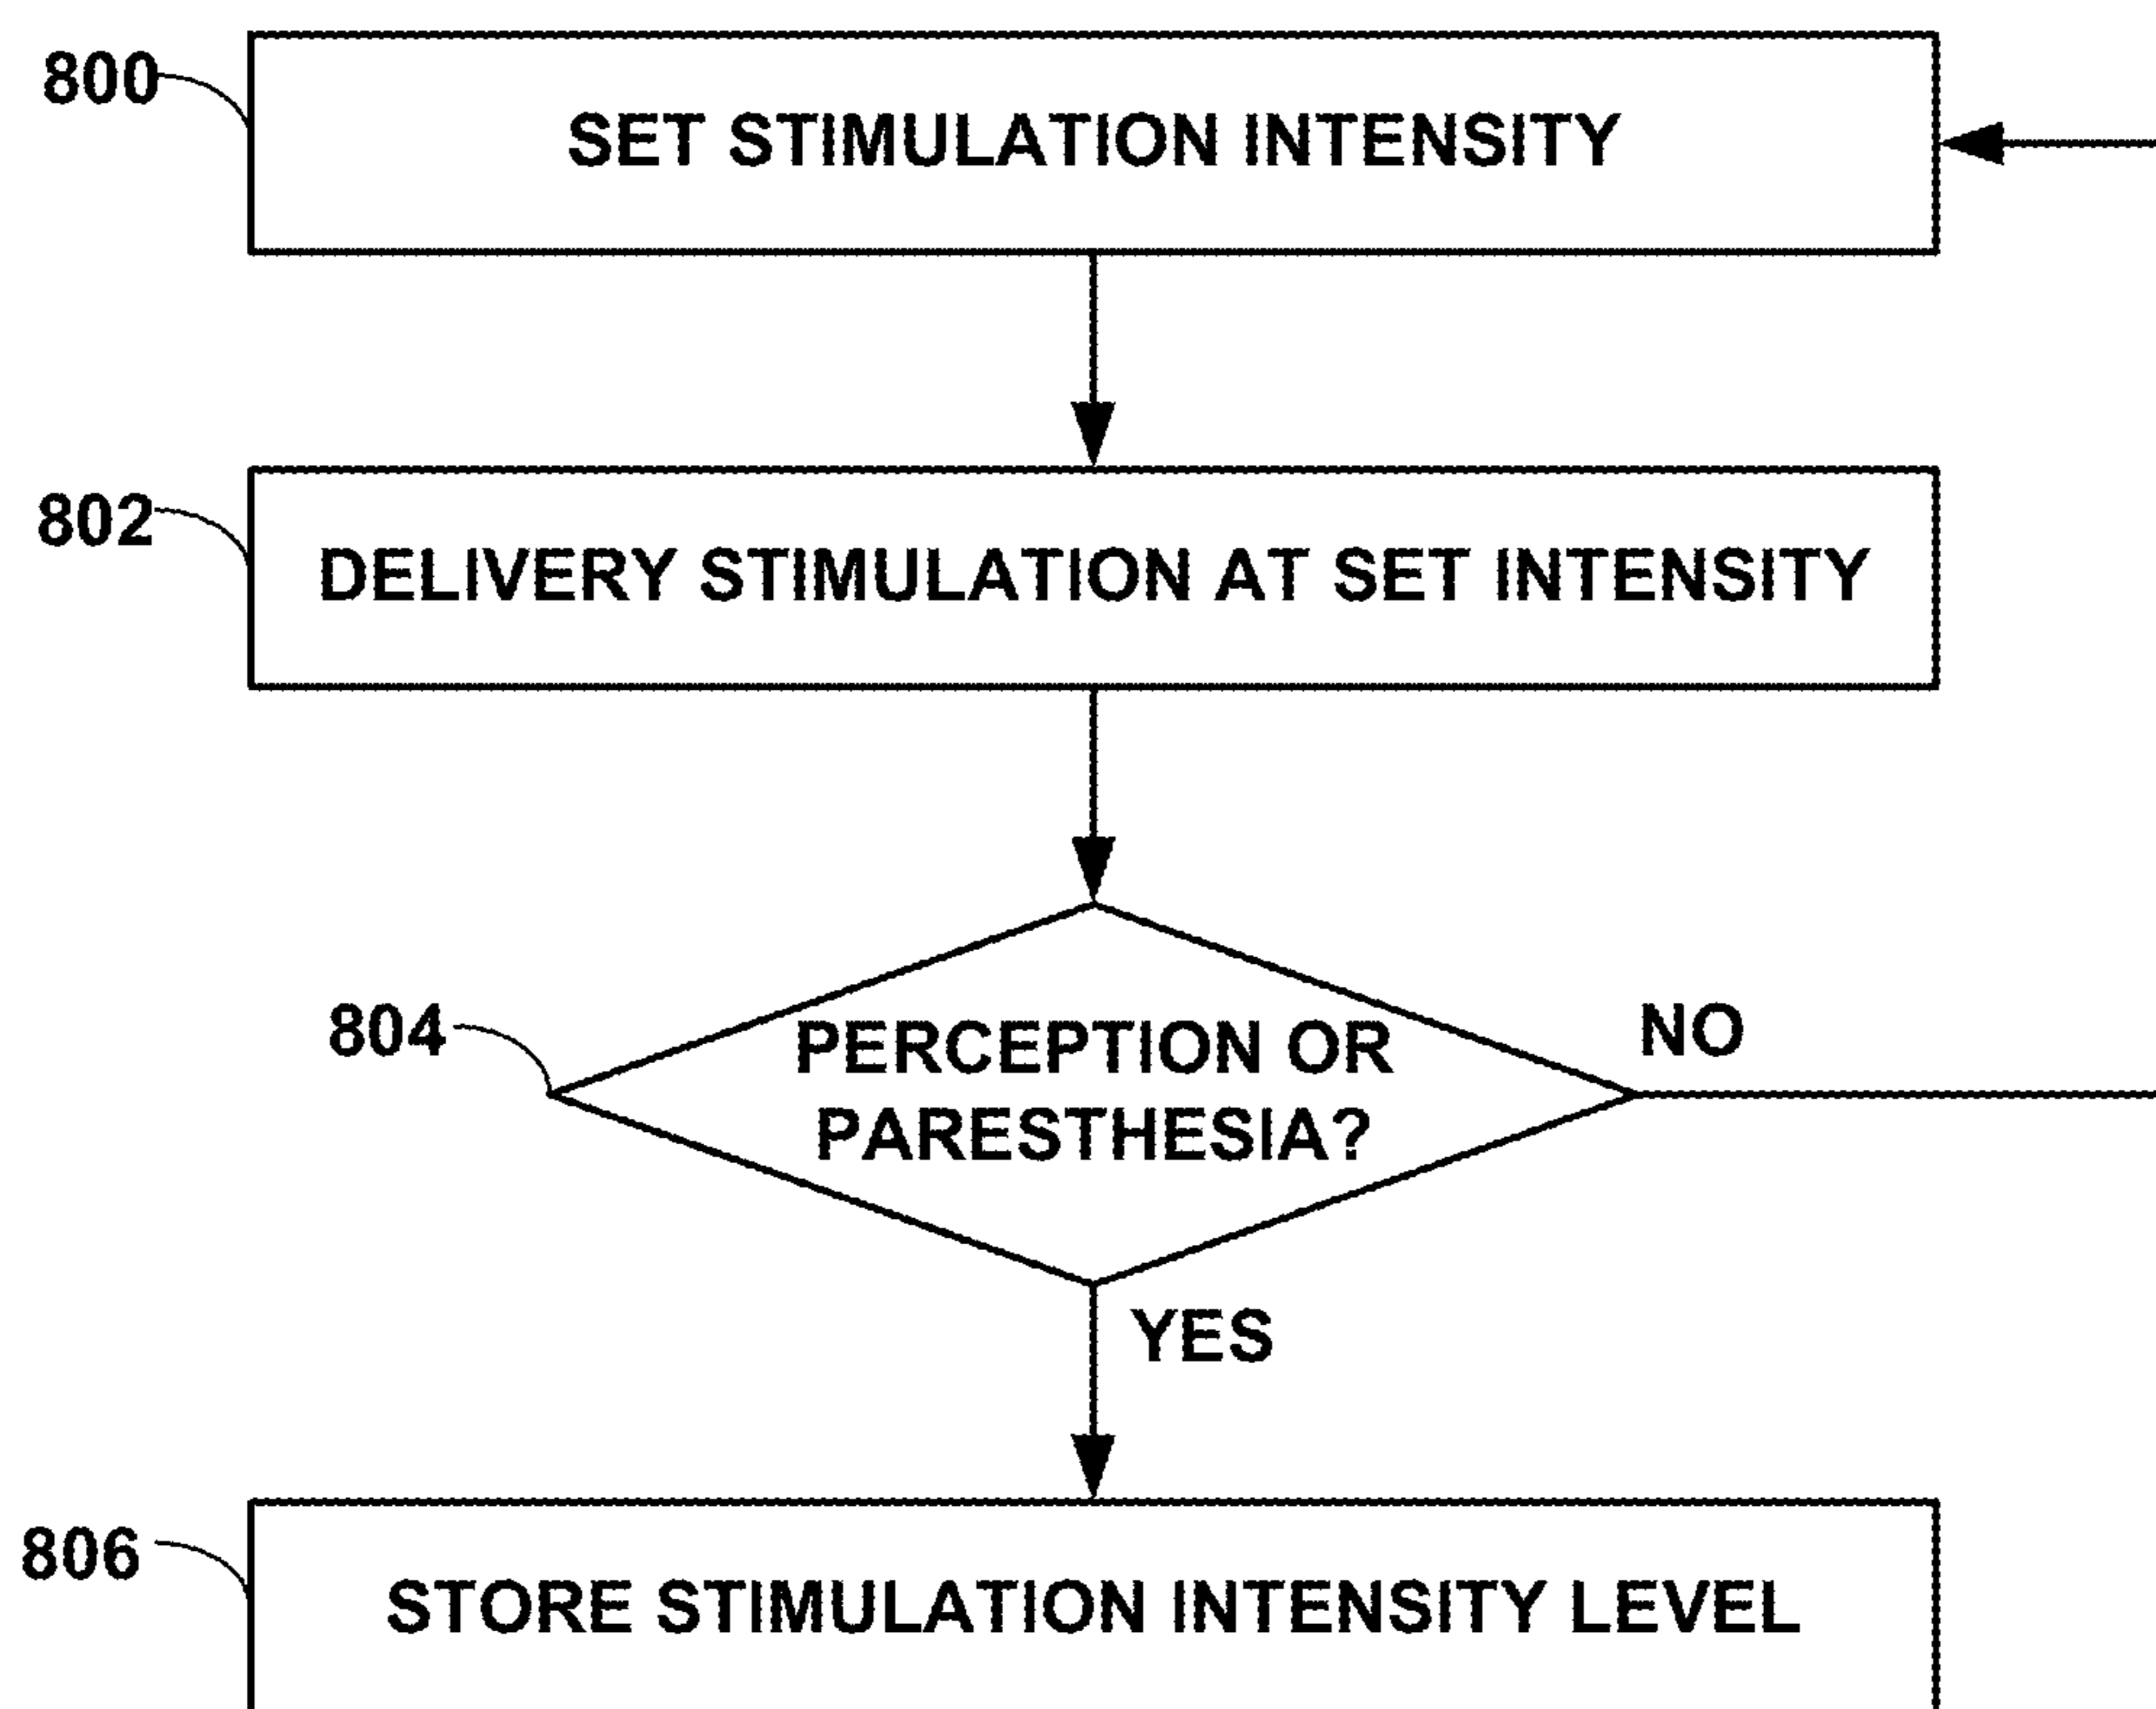 800
SET STIMULATION INTENSITY
802
DELIVERY STIMULATION AT SET INTENSITY
804
PERCEPTION OR
PARESTHESIA?
NO
YES
806
STORE STIMULATION INTENSITY LEVEL